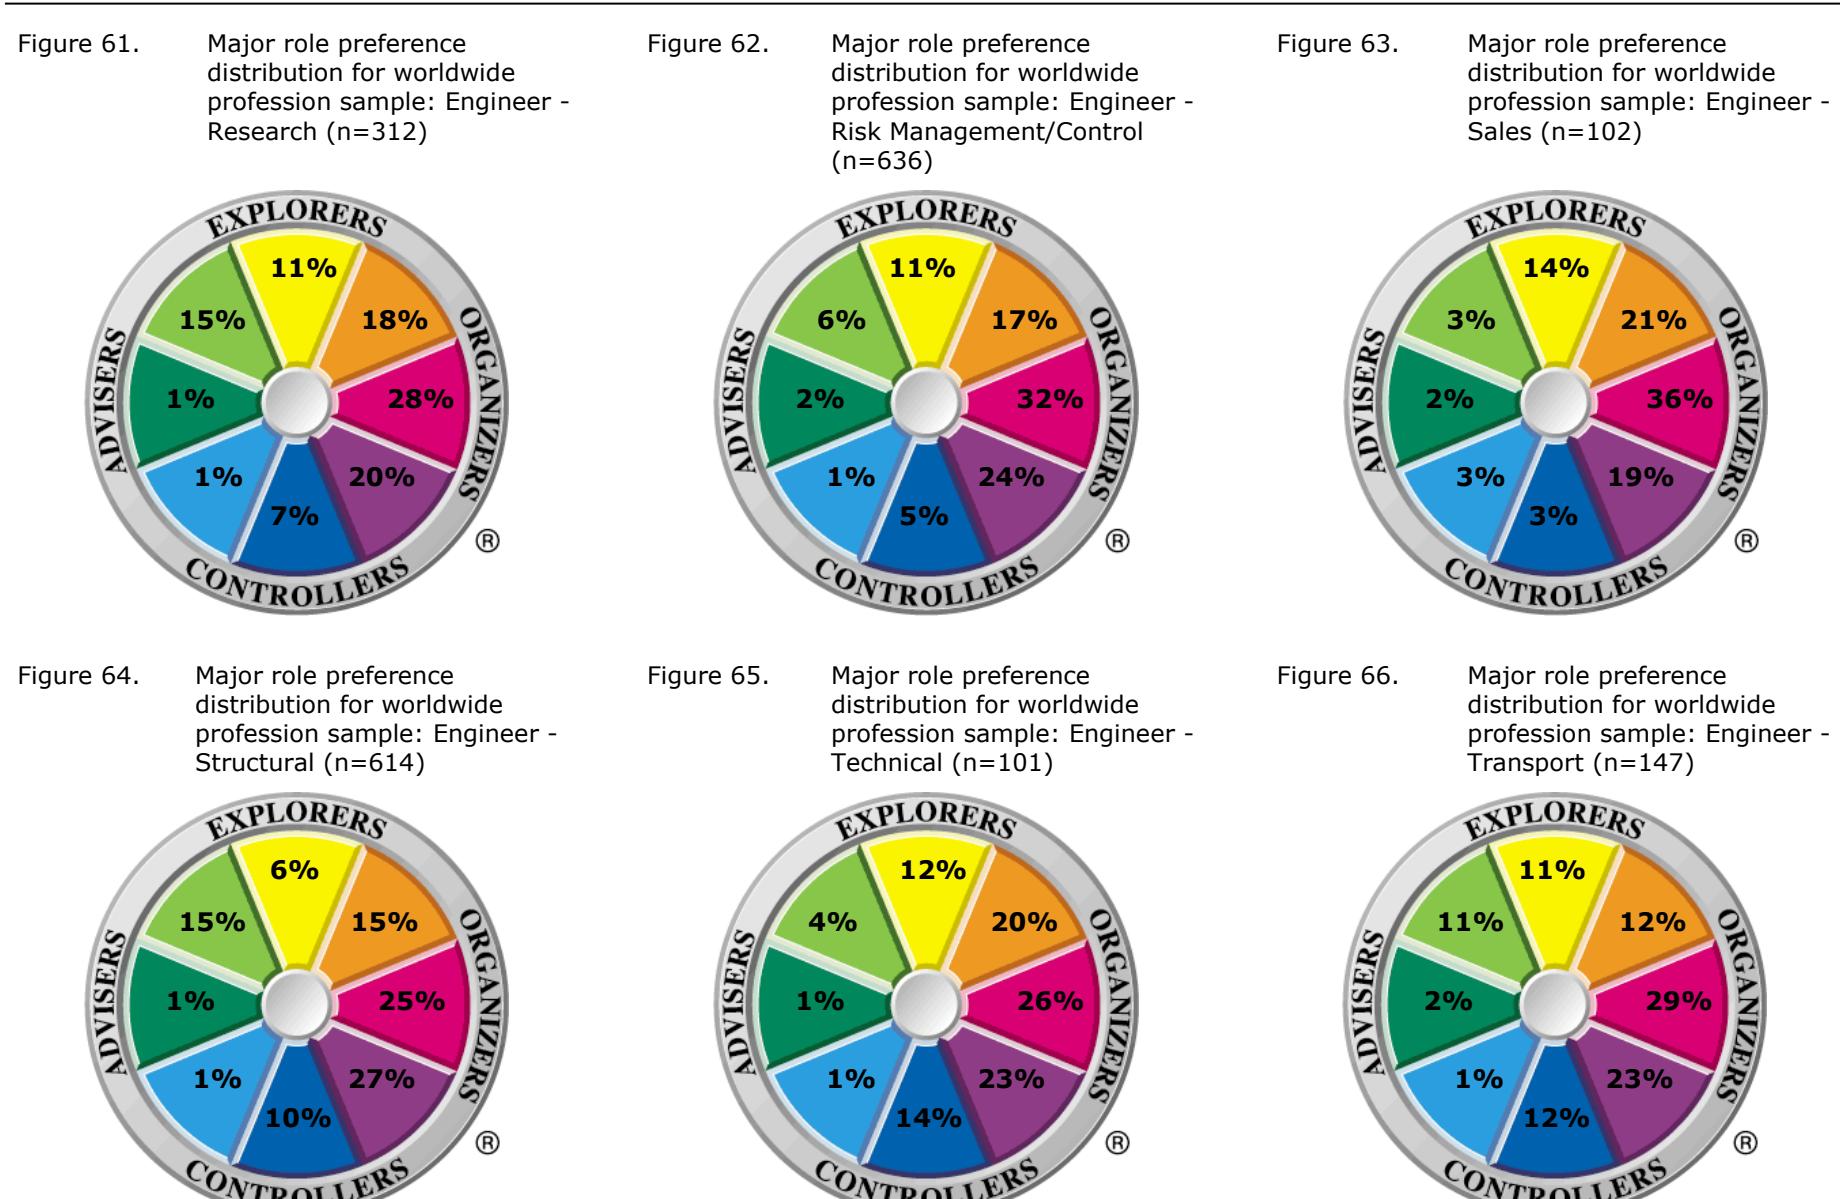 Figure 61.
Major role preference
distribution for worldwide
profession sample: Engineer -
Research (n=312)
EXPLORERS
ORGANIZERS
CONTROLLERS
ADVISERS
11%
18%
28%
20%
7%
1%
1%
15%
®
Figure 62.
Major role preference
distribution for worldwide
profession sample: Engineer -
Risk Management/Control
(n=636)
EXPLORERS
ORGANIZERS
CONTROLLERS
ADVISERS
11%
17%
32%
24%
5%
1%
2%
6%
®
Figure 63.
Major role preference
distribution for worldwide
profession sample: Engineer -
Sales (n=102)
EXPLORERS
ORGANIZERS
CONTROLLERS
ADVISERS
14%
21%
36%
19%
3%
3%
2%
3%
®
Figure 64.
Major role preference
distribution for worldwide
profession sample: Engineer -
Structural (n=614)
EXPLORERS
ORGANIZERS
CONTROLLERS
ADVISERS
6%
15%
25%
27%
10%
1%
1%
15%
®
Figure 65.
Major role preference
distribution for worldwide
profession sample: Engineer -
Technical (n=101)
EXPLORERS
ORGANIZERS
CONTROLLERS
ADVISERS
12%
20%
26%
23%
14%
1%
1%
4%
®
Figure 66.
Major role preference
distribution for worldwide
profession sample: Engineer -
Transport (n=147)
EXPLORERS
ORGANIZERS
CONTROLLERS
ADVISERS
11%
12%
29%
23%
12%
1%
2%
11%
®